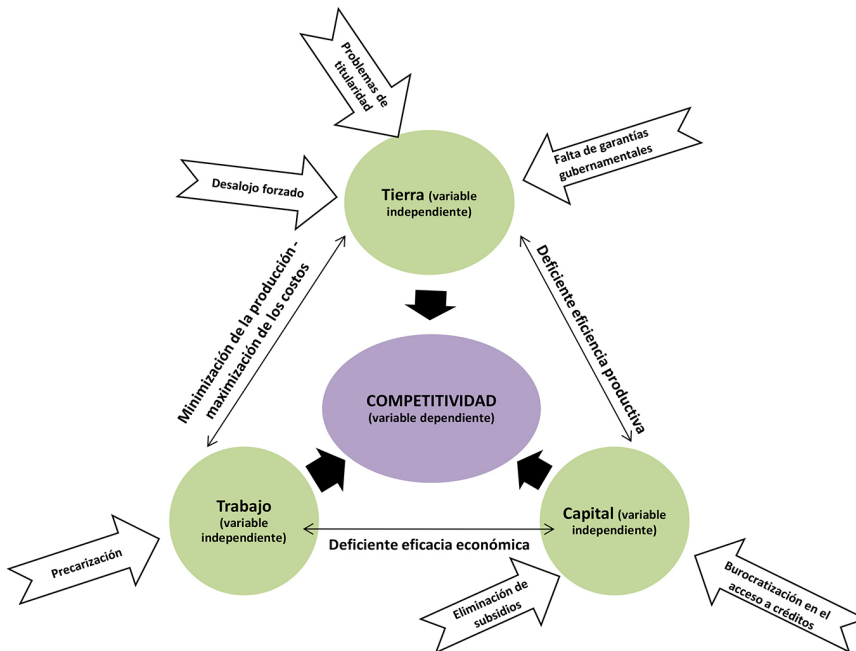 Problemas de
titularidad
Falta de garantías
gubernamentales
Desalojo forzado
Tierra (variable
independiente)
Minimización de la producción -
maximización de los costos
Deficiente eficiencia productiva
COMPETITIVIDAD
(variable dependiente)
Trabajo
(variable
independiente)
Capital (variable
independiente)
Deficiente eficacia económica
Precarización
Eliminación de
subsidios
Burocratización en el
acceso a créditos